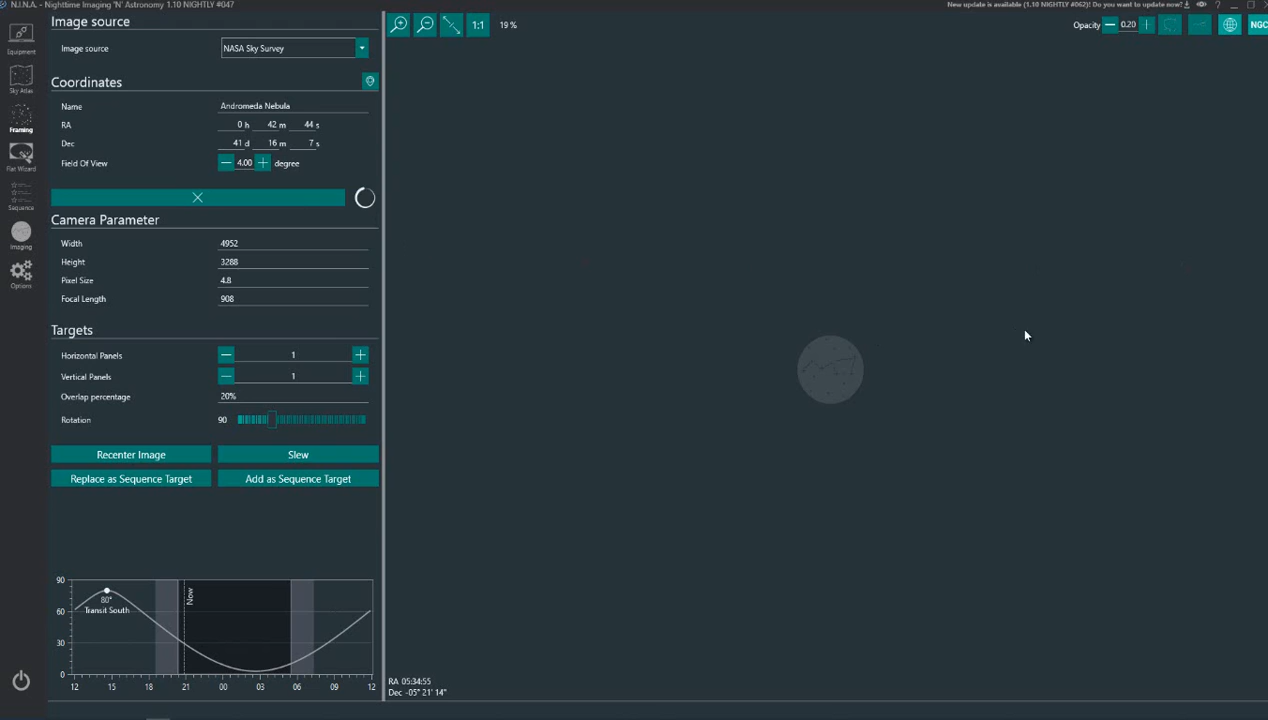 N.I.N.A. - Nighttime Imaging 'N' Astronomy 1.10 NIGHTLY #047
New update is available (1.10 NIGHTLY #062)! Do you want to update now?
?
Equipment
Sky Atlas
Framing
Flat Wizard
Sequence
Imaging
Options
Image source
Image source NASA Sky Survey
Coordinates
Name Andromeda Nebula
RA 0 h 42 m 44 s
Dec 41 d 16 m 7 s
Field Of View 4.00 degree
Camera Parameter
Width 4952
Height 3288
Pixel Size 4.8
Focal Length 908
Targets
Horizontal Panels 1
Vertical Panels 1
Overlap percentage 20%
Rotation 90
Recenter Image Slew
Replace as Sequence Target Add as Sequence Target
90
60
30
0
80°
Transit South
Now
12 15 18 21 00 03 06 09 12
1:1 19 %
Opacity 0.20 NGC
RA 05:34:55
Dec -05° 21' 14"